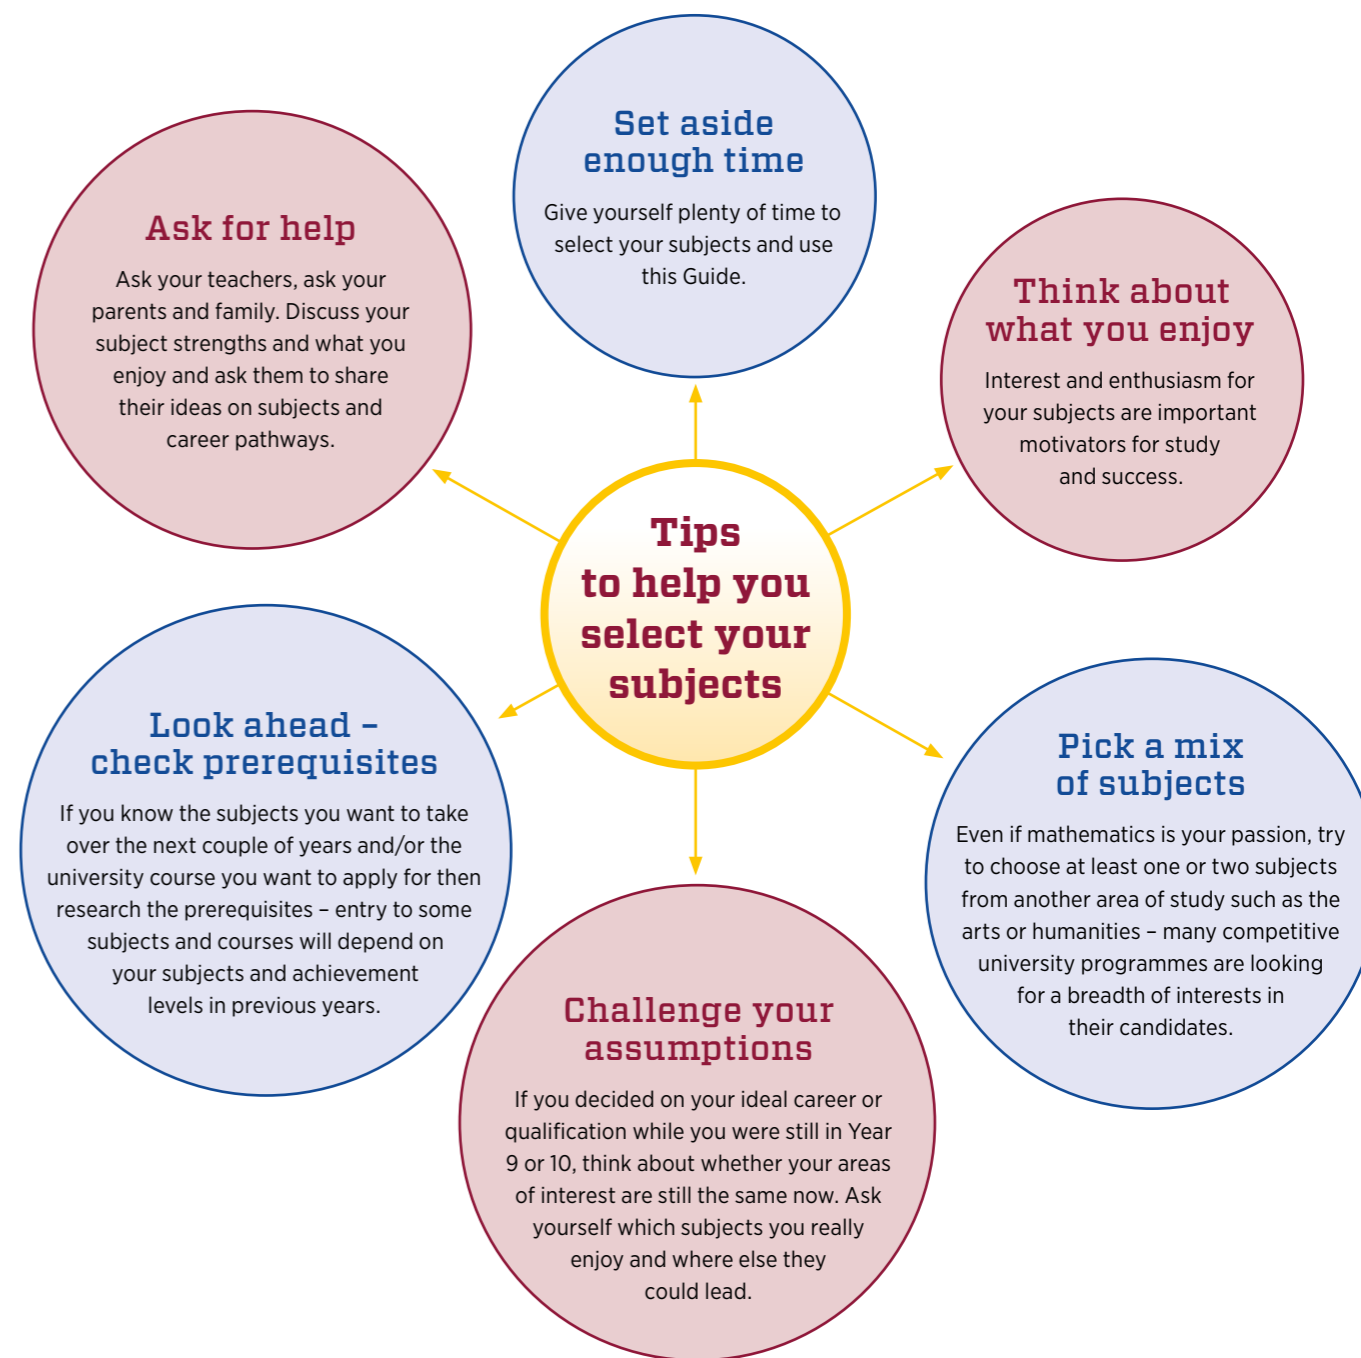 Set aside
enough time
Give yourself plenty of time to
select your subjects and use
this Guide.
Ask for help
Ask your teachers, ask your
parents and family. Discuss your
subject strengths and what you
enjoy and ask them to share
their ideas on subjects and
career pathways.
Think about
what you enjoy
Interest and enthusiasm for
your subjects are important
motivators for study
and success.
Tips
to help you
select your
subjects
Look ahead –
check prerequisites
If you know the subjects you want to take
over the next couple of years and/or the
university course you want to apply for then
research the prerequisites – entry to some
subjects and courses will depend on
your subjects and achievement
levels in previous years.
Pick a mix
of subjects
Even if mathematics is your passion, try
to choose at least one or two subjects
from another area of study such as the
arts or humanities – many competitive
university programmes are looking
for a breadth of interests in
their candidates.
Challenge your
assumptions
If you decided on your ideal career or
qualification while you were still in Year
9 or 10, think about whether your areas
of interest are still the same now. Ask
yourself which subjects you really
enjoy and where else they
could lead.